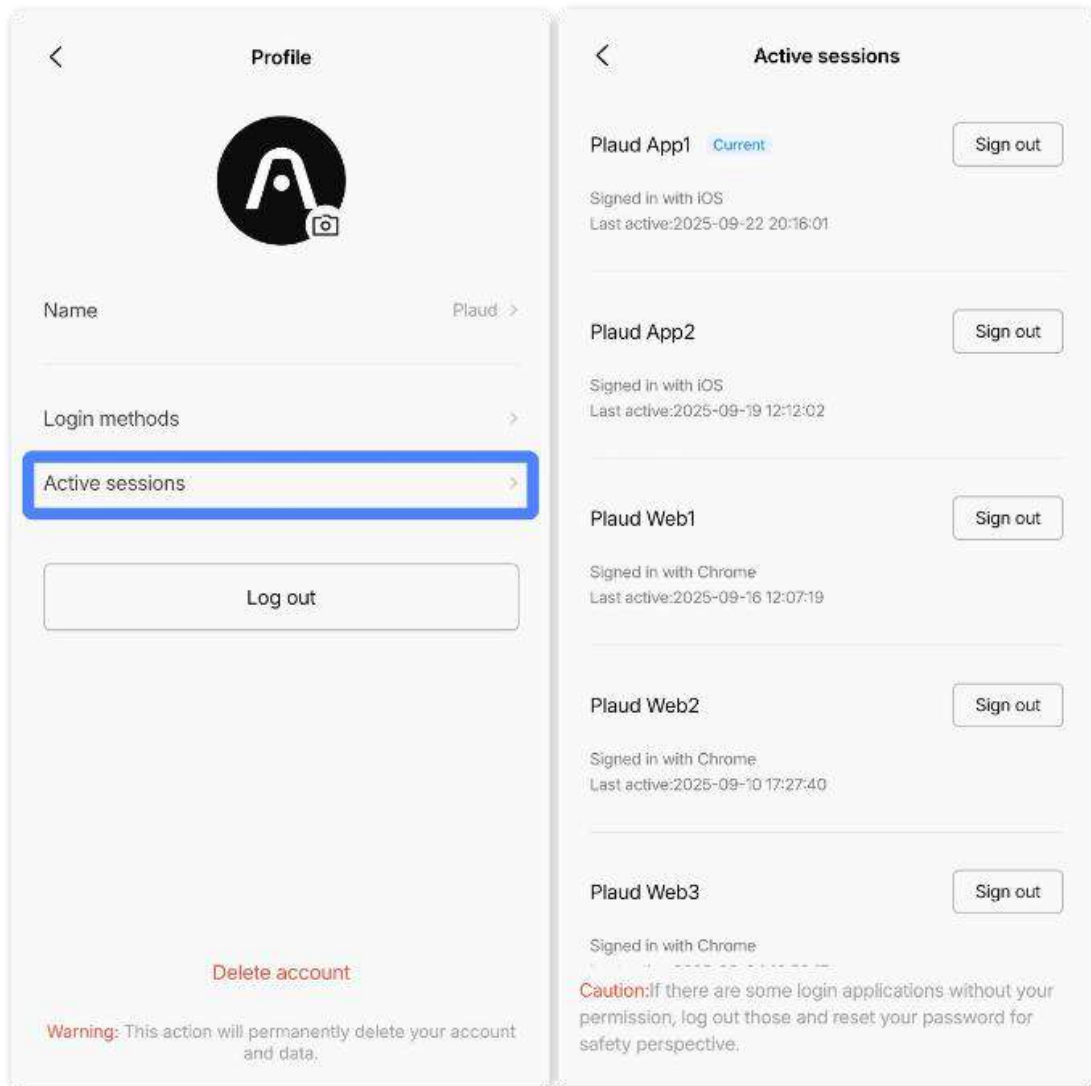 Profile
Name
Plaud
Login methods
Active sessions
Log out
Delete account
Warning: This action will permanently delete your account
and data.
Active sessions
Plaud App1 Current
Sign out
Signed in with iOS
Last active:2025-09-22 20:16:01
Plaud App2
Sign out
Signed in with iOS
Last active:2025-09-19 12:12:02
Plaud Web1
Sign out
Signed in with Chrome
Last active:2025-09-16 12:07:19
Plaud Web2
Sign out
Signed in with Chrome
Last active:2025-09-10 17:27:40
Plaud Web3
Sign out
Signed in with Chrome
Caution:If there are some login applications without your
permission, log out those and reset your password for
safety perspective.